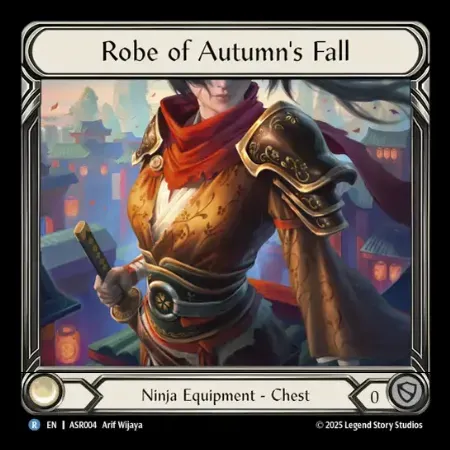 Robe of Autumn's Fall
Ninja Equipment - Chest
0
R EN | ASR004 Arif Wijaya
© 2025 Legend Story Studios